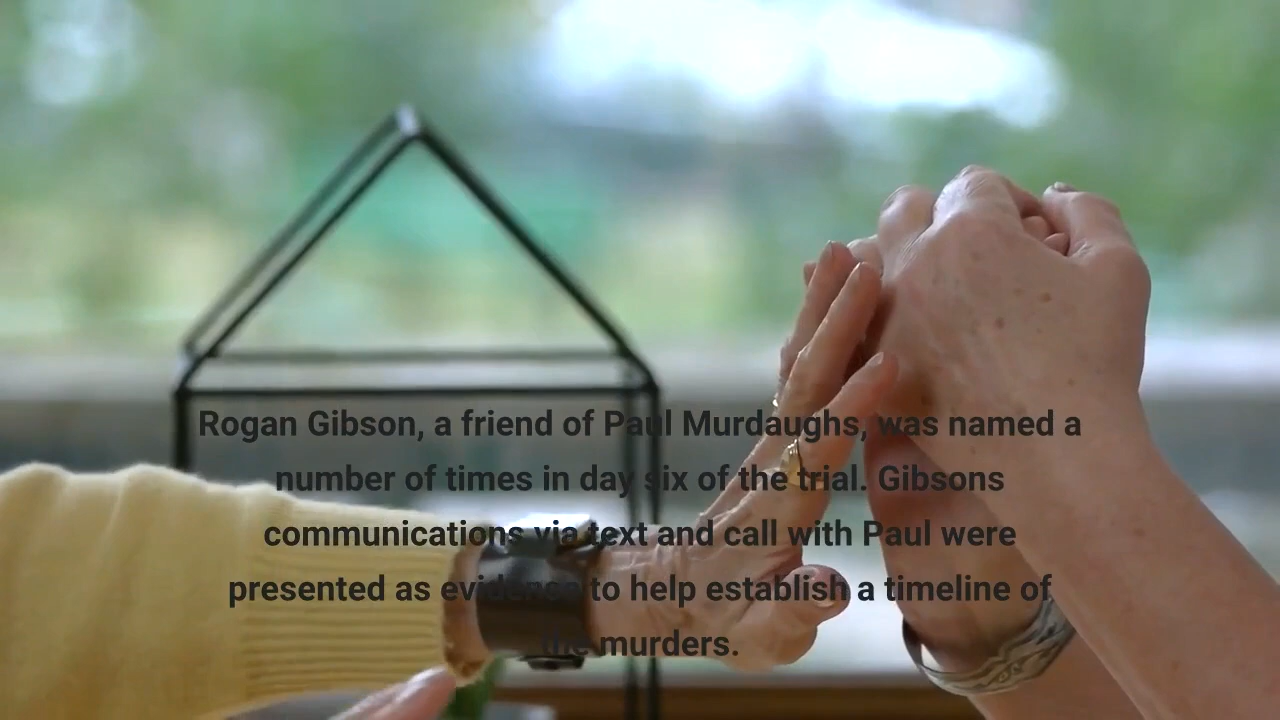 Rogan Gibson, a friend of Paul Murdaughs, was named a
number of times in day six of the trial. Gibsons
communications via text and call with Paul were
presented as evidence to help establish a timeline of
the murders.